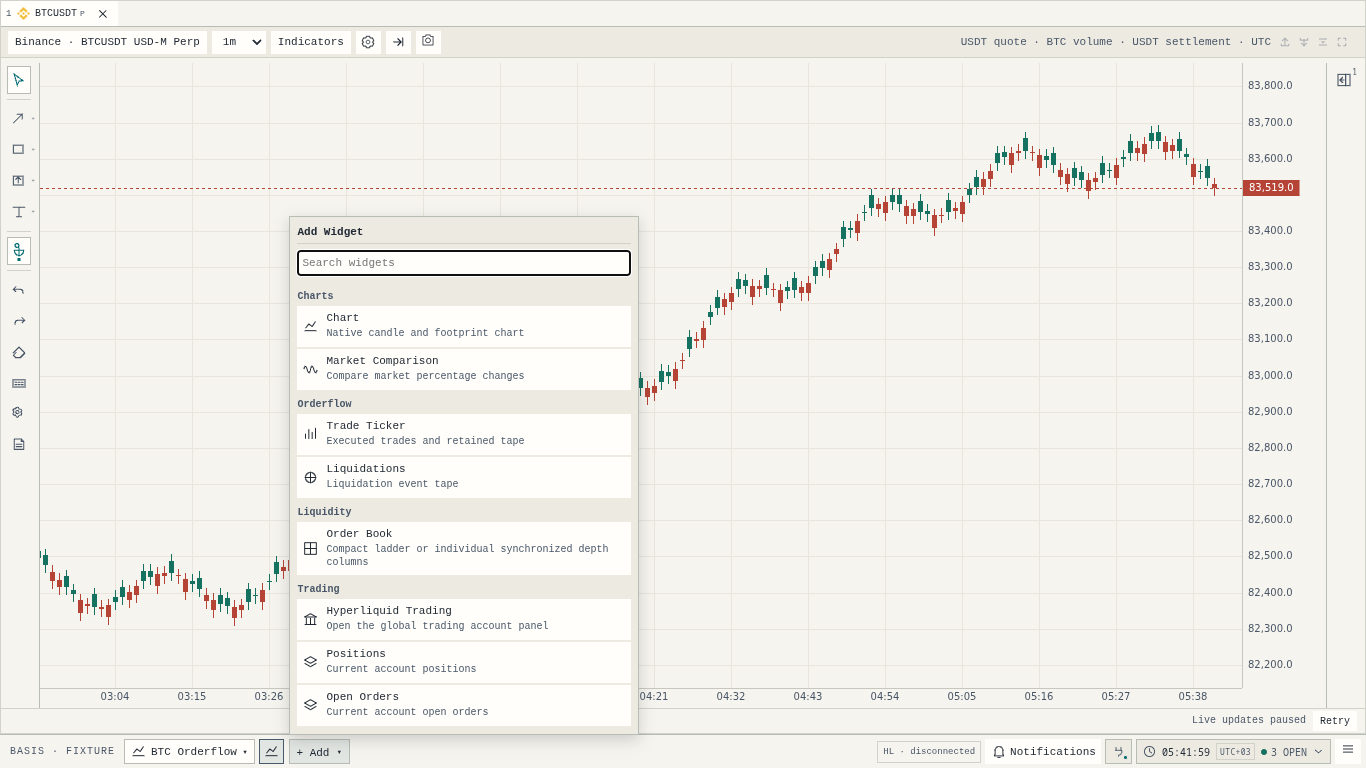 1 BTCUSDT P
Binance · BTCUSDT USD-M Perp 1m Indicators
USDT quote · BTC volume · USDT settlement · UTC
1
83,800.0
83,700.0
83,600.0
83,519.0
83,400.0
83,300.0
83,200.0
83,100.0
83,000.0
82,900.0
82,800.0
82,700.0
82,600.0
82,500.0
82,400.0
82,300.0
82,200.0
Add Widget
Search widgets
Charts
Chart
Native candle and footprint chart
Market Comparison
Compare market percentage changes
Orderflow
Trade Ticker
Executed trades and retained tape
Liquidations
Liquidation event tape
Liquidity
Order Book
Compact ladder or individual synchronized depth
columns
Trading
Hyperliquid Trading
Open the global trading account panel
Positions
Current account positions
Open Orders
Current account open orders
03:04 03:15 03:26 04:21 04:32 04:43 04:54 05:05 05:16 05:27 05:38
Live updates paused Retry
BASIS · FIXTURE BTC Orderflow + Add
HL · disconnected Notifications 05:41:59 UTC+03 3 OPEN